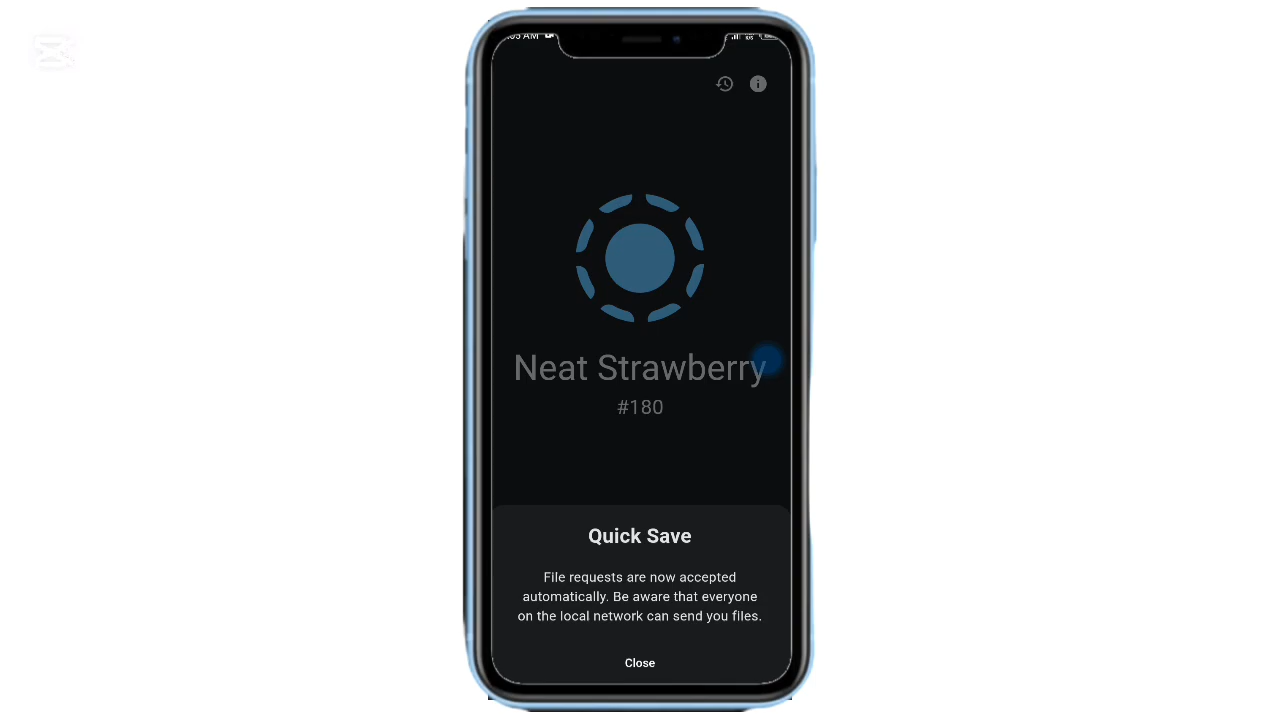 Neat Strawberry
#180
Quick Save
File requests are now accepted
automatically. Be aware that everyone
on the local network can send you files.
Close